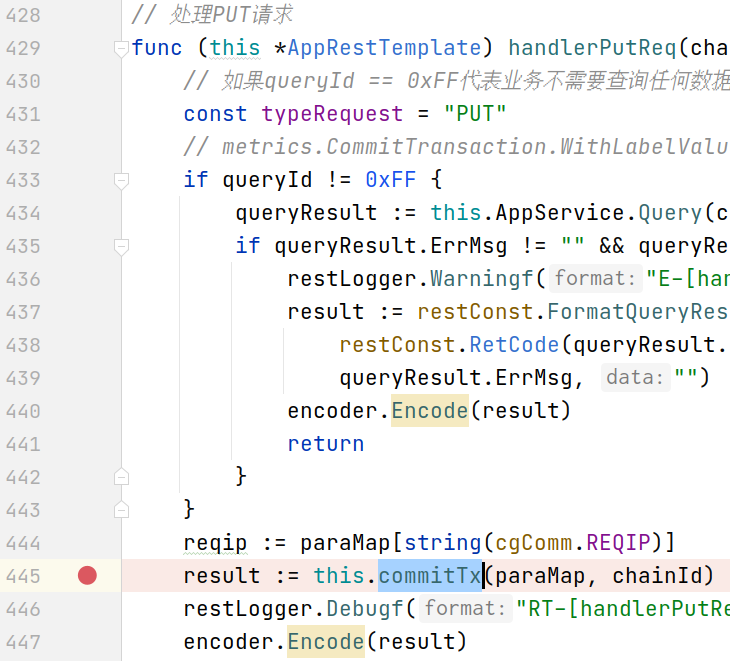 428 // 处理PUT请求
429 func (this *AppRestTemplate) handlerPutReq(cha
430 // 如果queryId == 0xFF代表业务不需要查询任何数据
431 const typeRequest = "PUT"
432 // metrics.CommitTransaction.WithLabelValu
433 if queryId != 0xFF {
434 queryResult := this.AppService.Query(c
435 if queryResult.ErrMsg != "" && queryRe
436 restLogger.Warningf( format: "E-[han
437 result := restConst.FormatQueryRes
438 restConst.RetCode(queryResult.
439 queryResult.ErrMsg, data: "")
440 encoder.Encode(result)
441 return
442 }
443 }
444 reqip := paraMap[string(cgComm.REQIP)]
445 result := this.commitTx(paraMap, chainId)
446 restLogger.Debugf( format: "RT-[handlerPutRe
447 encoder.Encode(result)